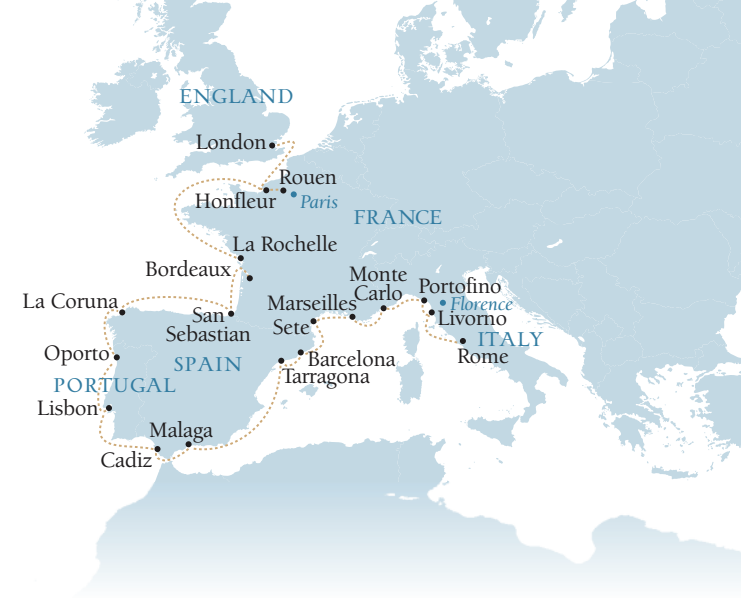 ENGLAND
London
Rouen
Honfleur
Paris
FRANCE
La Rochelle
Bordeaux
Monte
Carlo
Portofino
La Coruna
San
Sebastian
Marseilles
Sete
Florence
Livorno
ITALY
Rome
Oporto
SPAIN
Barcelona
Tarragona
PORTUGAL
Lisbon
Malaga
Cadiz